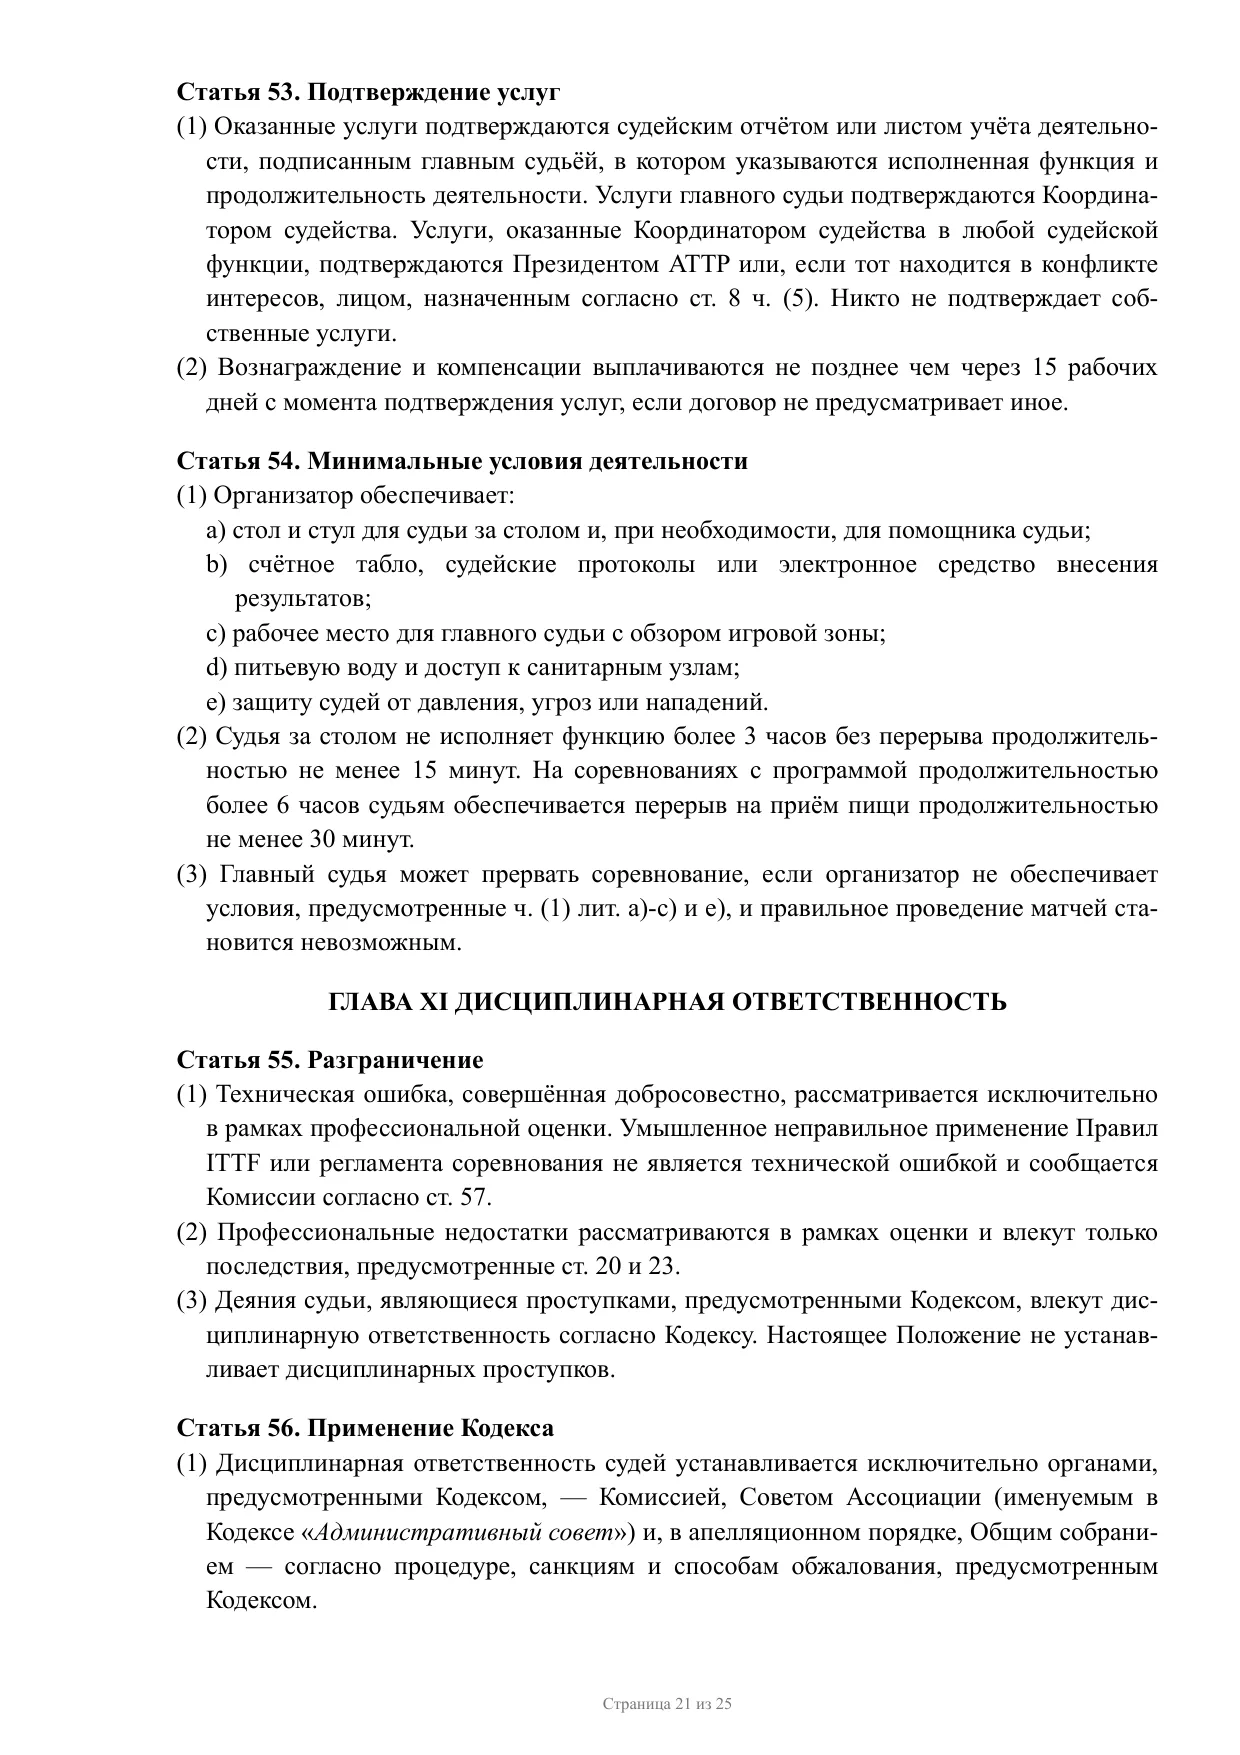 Статья 53. Подтверждение услуг
(1) Оказанные услуги подтверждаются судейским отчётом или листом учёта деятельно-
сти, подписанным главным судьёй, в котором указываются исполненная функция и
продолжительность деятельности. Услуги главного судьи подтверждаются Координа-
тором судейства. Услуги, оказанные Координатором судейства в любой судейской
функции, подтверждаются Президентом АТТР или, если тот находится в конфликте
интересов, лицом, назначенным согласно ст. 8 ч. (5). Никто не подтверждает соб-
ственные услуги.
(2) Вознаграждение и компенсации выплачиваются не позднее чем через 15 рабочих
дней с момента подтверждения услуг, если договор не предусматривает иное.
Статья 54. Минимальные условия деятельности
(1) Организатор обеспечивает:
a) стол и стул для судьи за столом и, при необходимости, для помощника судьи;
b) счётное табло, судейские протоколы или электронное средство внесения
результатов;
c) рабочее место для главного судьи с обзором игровой зоны;
d) питьевую воду и доступ к санитарным узлам;
e) защиту судей от давления, угроз или нападений.
(2) Судья за столом не исполняет функцию более 3 часов без перерыва продолжитель-
ностью не менее 15 минут. На соревнованиях с программой продолжительностью
более 6 часов судьям обеспечивается перерыв на приём пищи продолжительностью
не менее 30 минут.
(3) Главный судья может прервать соревнование, если организатор не обеспечивает
условия, предусмотренные ч. (1) лит. a)-c) и e), и правильное проведение матчей ста-
новится невозможным.
ГЛАВА XI ДИСЦИПЛИНАРНАЯ ОТВЕТСТВЕННОСТЬ
Статья 55. Разграничение
(1) Техническая ошибка, совершённая добросовестно, рассматривается исключительно
в рамках профессиональной оценки. Умышленное неправильное применение Правил
ITTF или регламента соревнования не является технической ошибкой и сообщается
Комиссии согласно ст. 57.
(2) Профессиональные недостатки рассматриваются в рамках оценки и влекут только
последствия, предусмотренные ст. 20 и 23.
(3) Деяния судьи, являющиеся проступками, предусмотренными Кодексом, влекут дис-
циплинарную ответственность согласно Кодексу. Настоящее Положение не устанав-
ливает дисциплинарных проступков.
Статья 56. Применение Кодекса
(1) Дисциплинарная ответственность судей устанавливается исключительно органами,
предусмотренными Кодексом, — Комиссией, Советом Ассоциации (именуемым в
Кодексе «Административный совет») и, в апелляционном порядке, Общим собрани-
ем — согласно процедуре, санкциям и способам обжалования, предусмотренным
Кодексом.
Страница 21 из 25